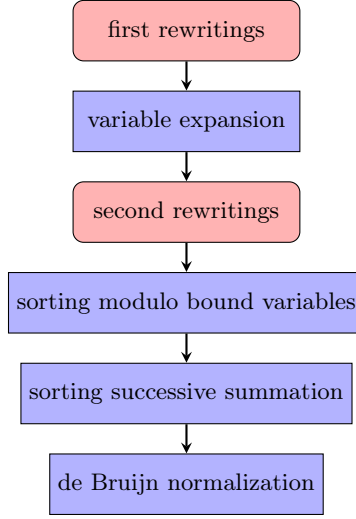 first rewritings
variable expansion
second rewritings
sorting modulo bound variables
sorting successive summation
de Bruijn normalization